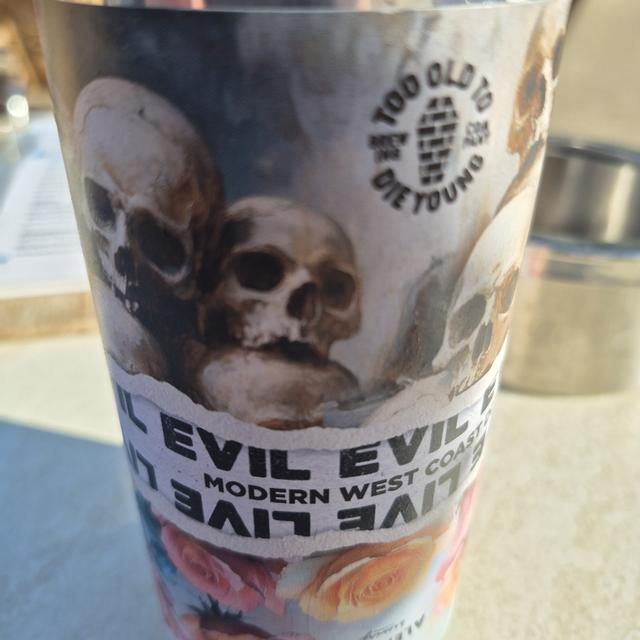 TOO OLD TO
DIE YOUNG
EVIL EVIL
MODERN WEST COAST
LIVE LIVE